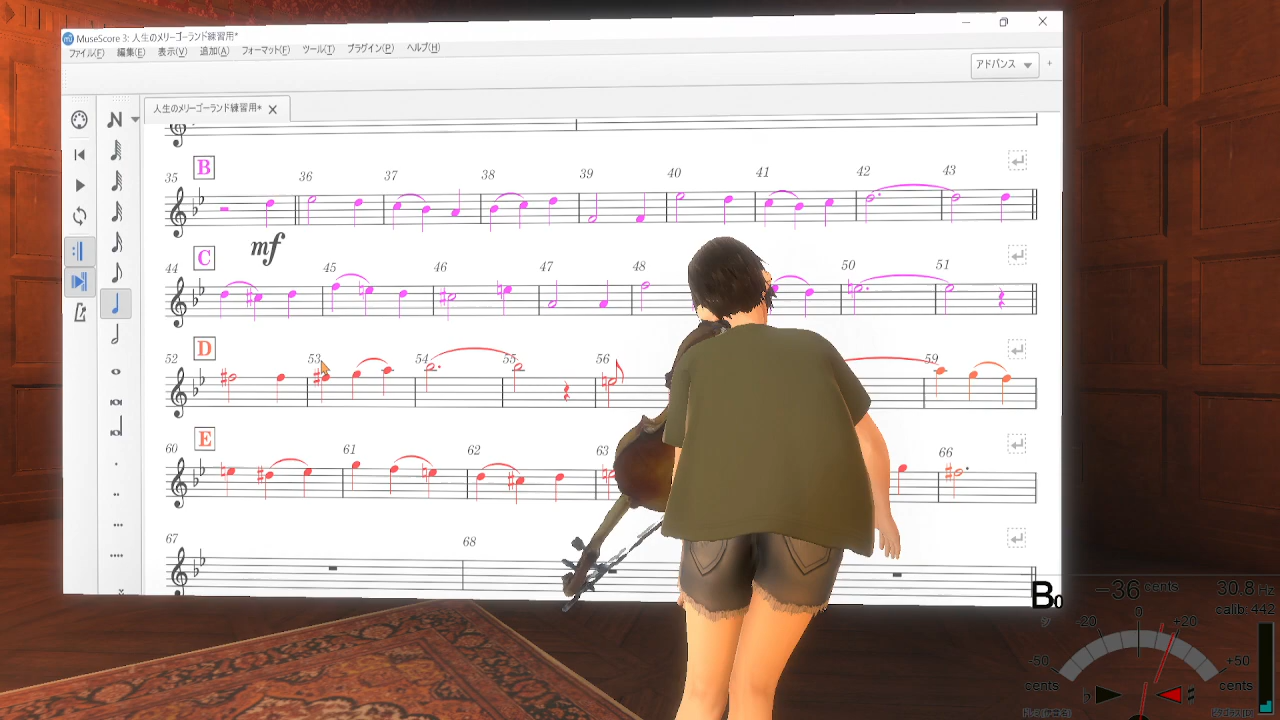 MuseScore 3: 人生のメリーゴーランド練習用*
ファイル(F) 編集(E) 表示(V) 追加(A) フォーマット(F) ツール(T) プラグイン(P) ヘルプ(H)
アドバンス
人生のメリーゴーランド練習用*
B
35 36 37 38 39 40 41 42 43
mf
C
44 45 46 47 48 50 51
D
52 53 54 55 56 59
E
60 61 62 63 66
67 68
B0
シ
-36 cents
30.8 Hz
calib. 442
-20 0 +20
-50 +50
cents cents